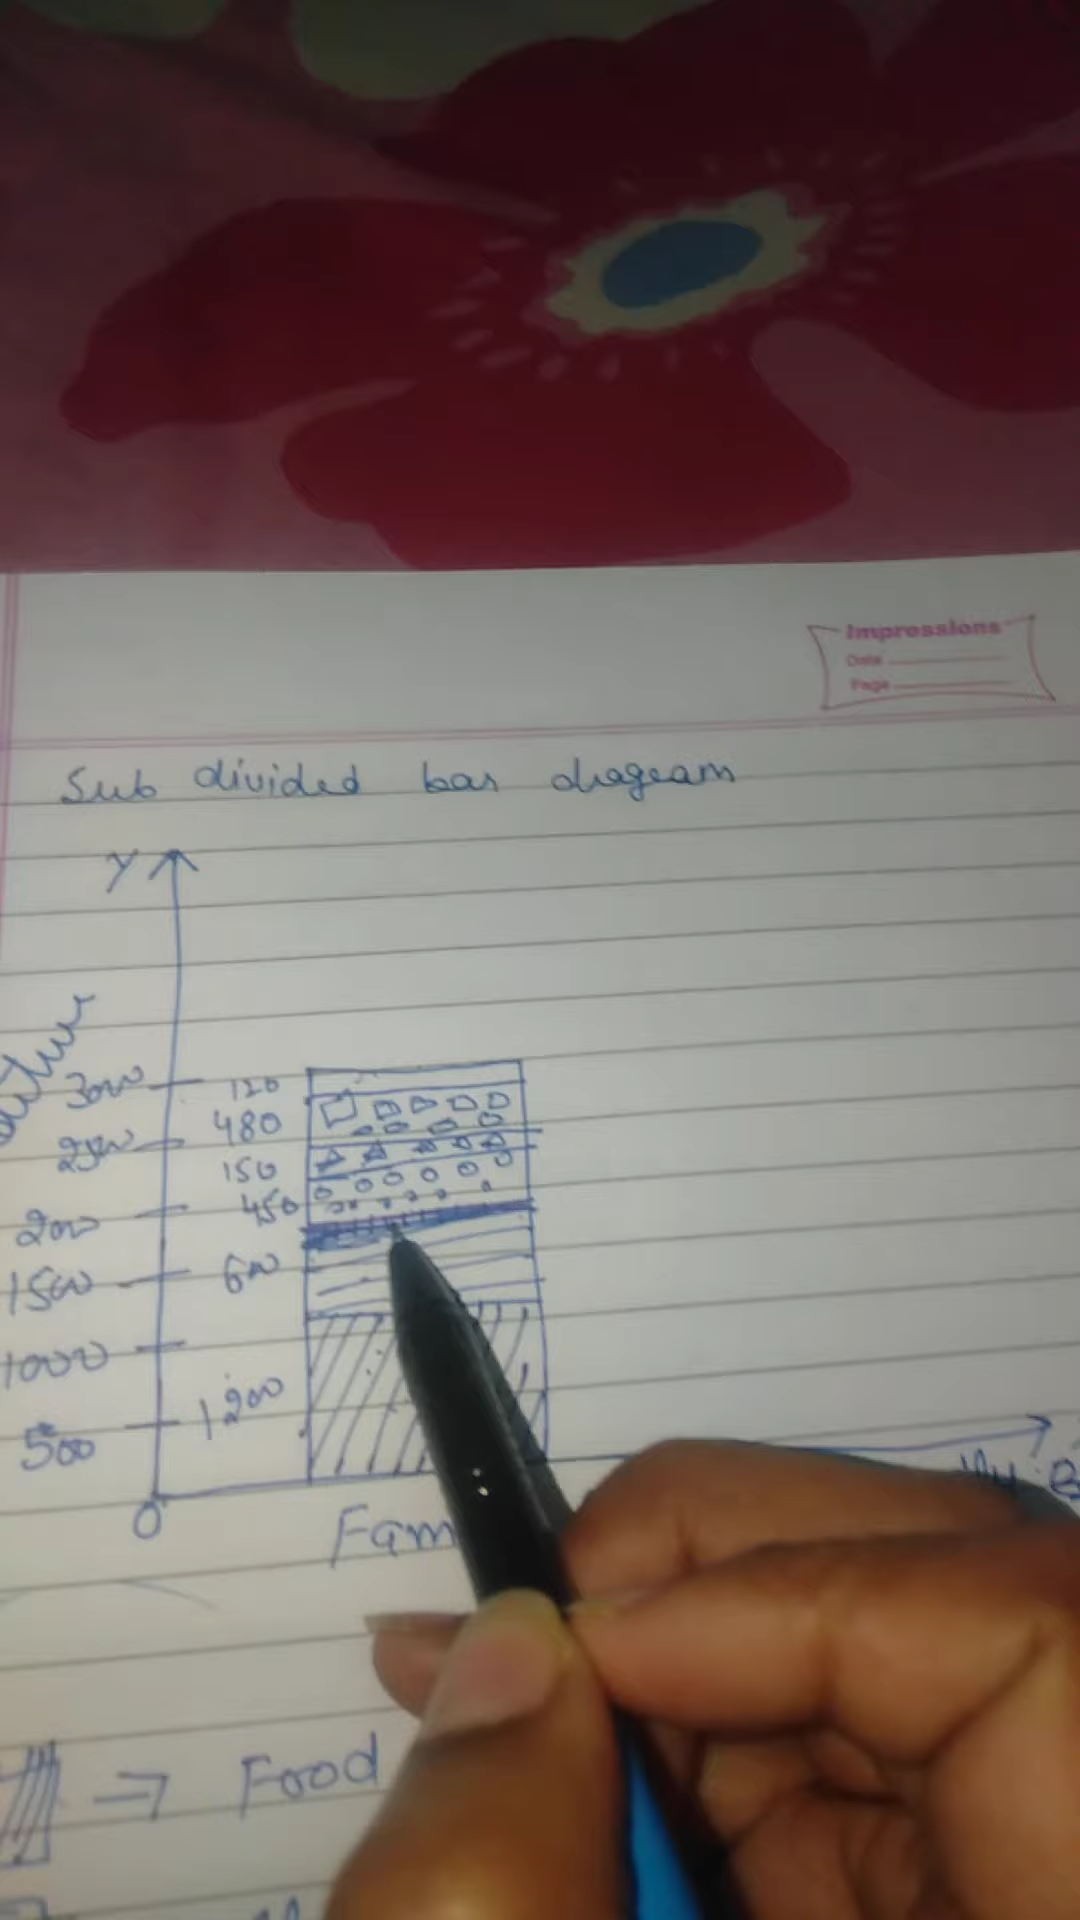 Impressions
Date
Page
Sub divided bar diagram
Y
3000 120
480
2500
150
450
2000
600
1500
1000
1200
500
0
Fam
Food